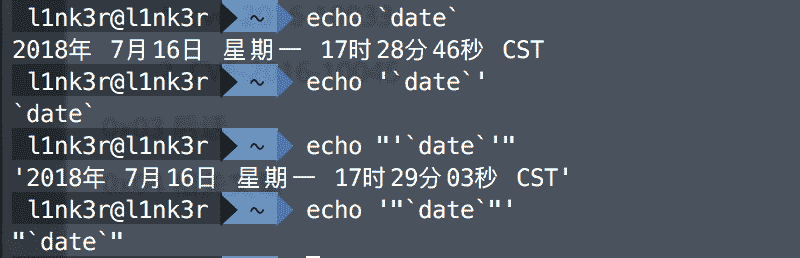 l1nk3r@l1nk3r ~ echo `date`
2018年 7月16日 星期一 17时28分46秒 CST
l1nk3r@l1nk3r ~ echo '`date`'
`date`
l1nk3r@l1nk3r ~ echo "'`date`'"
'2018年 7月16日 星期一 17时29分03秒 CST'
l1nk3r@l1nk3r ~ echo '"`date`"'
"`date`"